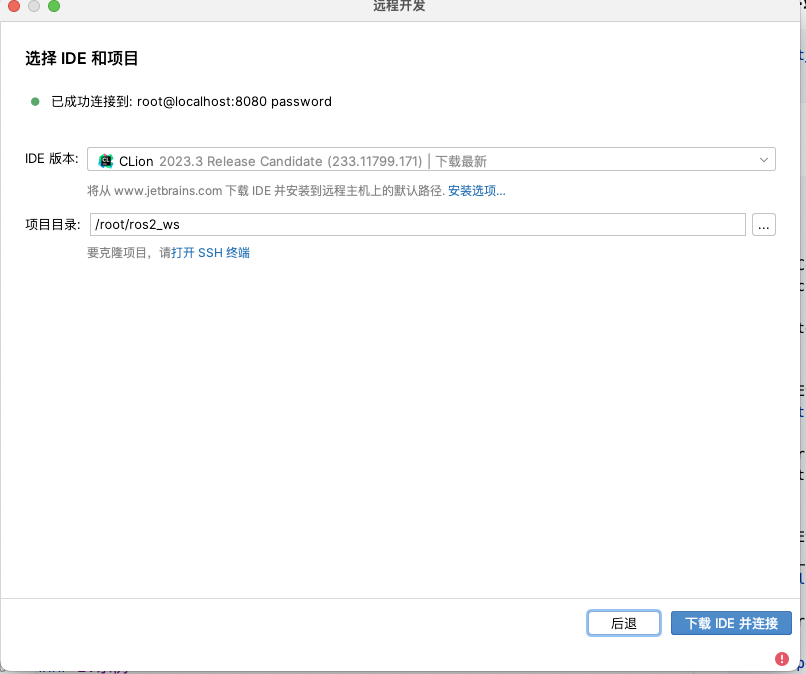 远程开发
选择 IDE 和项目
已成功连接到: root@localhost:8080 password
IDE 版本: CLion 2023.3 Release Candidate (233.11799.171) | 下载最新
将从 www.jetbrains.com 下载 IDE 并安装到远程主机上的默认路径. 安装选项...
项目目录: /root/ros2_ws ...
要克隆项目，请打开 SSH 终端
后退 下载 IDE 并连接